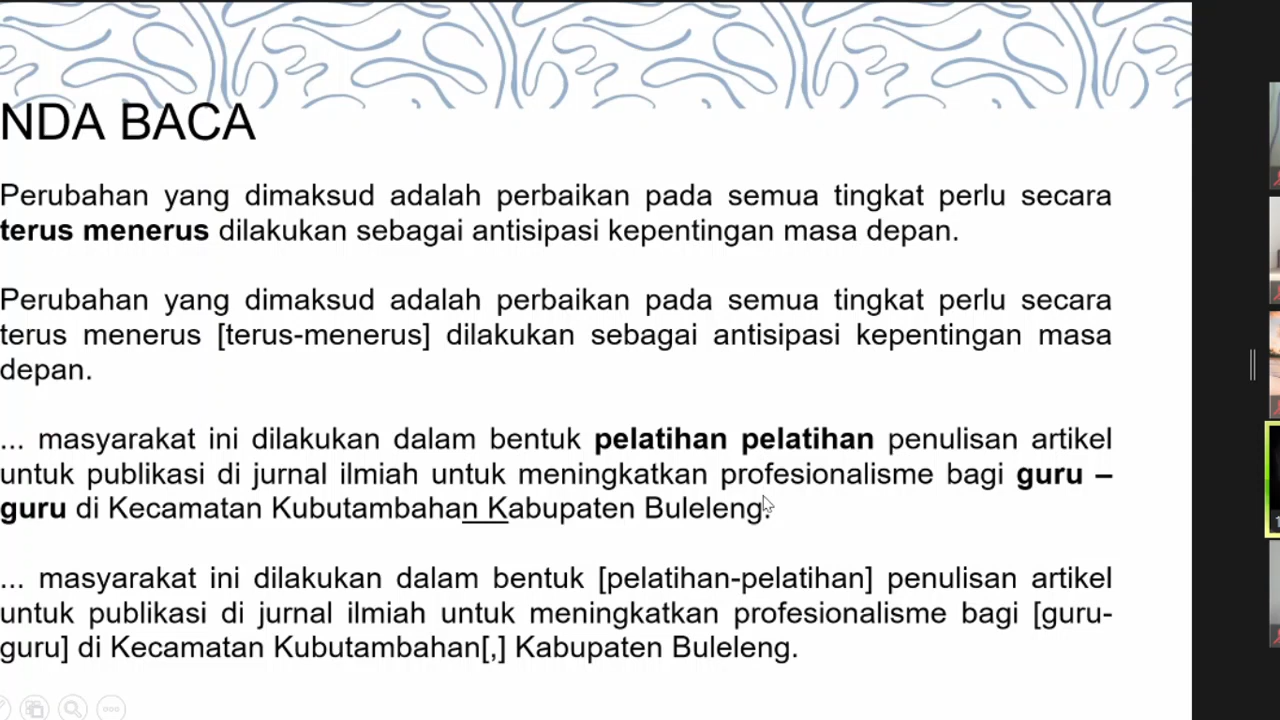 NDA BACA
Perubahan yang dimaksud adalah perbaikan pada semua tingkat perlu secara
terus menerus dilakukan sebagai antisipasi kepentingan masa depan.
Perubahan yang dimaksud adalah perbaikan pada semua tingkat perlu secara
terus menerus [terus-menerus] dilakukan sebagai antisipasi kepentingan masa
depan.
... masyarakat ini dilakukan dalam bentuk pelatihan pelatihan penulisan artikel
untuk publikasi di jurnal ilmiah untuk meningkatkan profesionalisme bagi guru –
guru di Kecamatan Kubutambahan Kabupaten Buleleng.
... masyarakat ini dilakukan dalam bentuk [pelatihan-pelatihan] penulisan artikel
untuk publikasi di jurnal ilmiah untuk meningkatkan profesionalisme bagi [guru-
guru] di Kecamatan Kubutambahan[,] Kabupaten Buleleng.